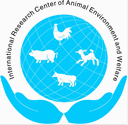 International Research Center of Animal Environment and Welfare